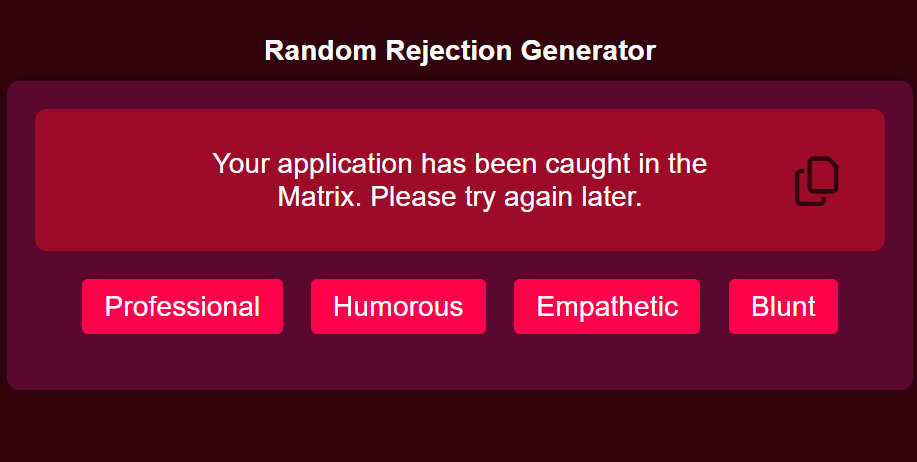 Random Rejection Generator
Your application has been caught in the
Matrix. Please try again later.
Professional
Humorous
Empathetic
Blunt